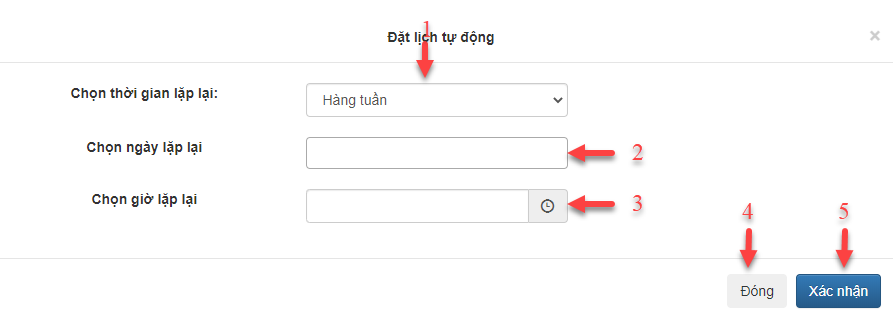 1
Đặt lịch tự động
×
Chọn thời gian lặp lại:
Hàng tuần
Chọn ngày lặp lại
2
Chọn giờ lặp lại
3
4
5
Đóng
Xác nhận